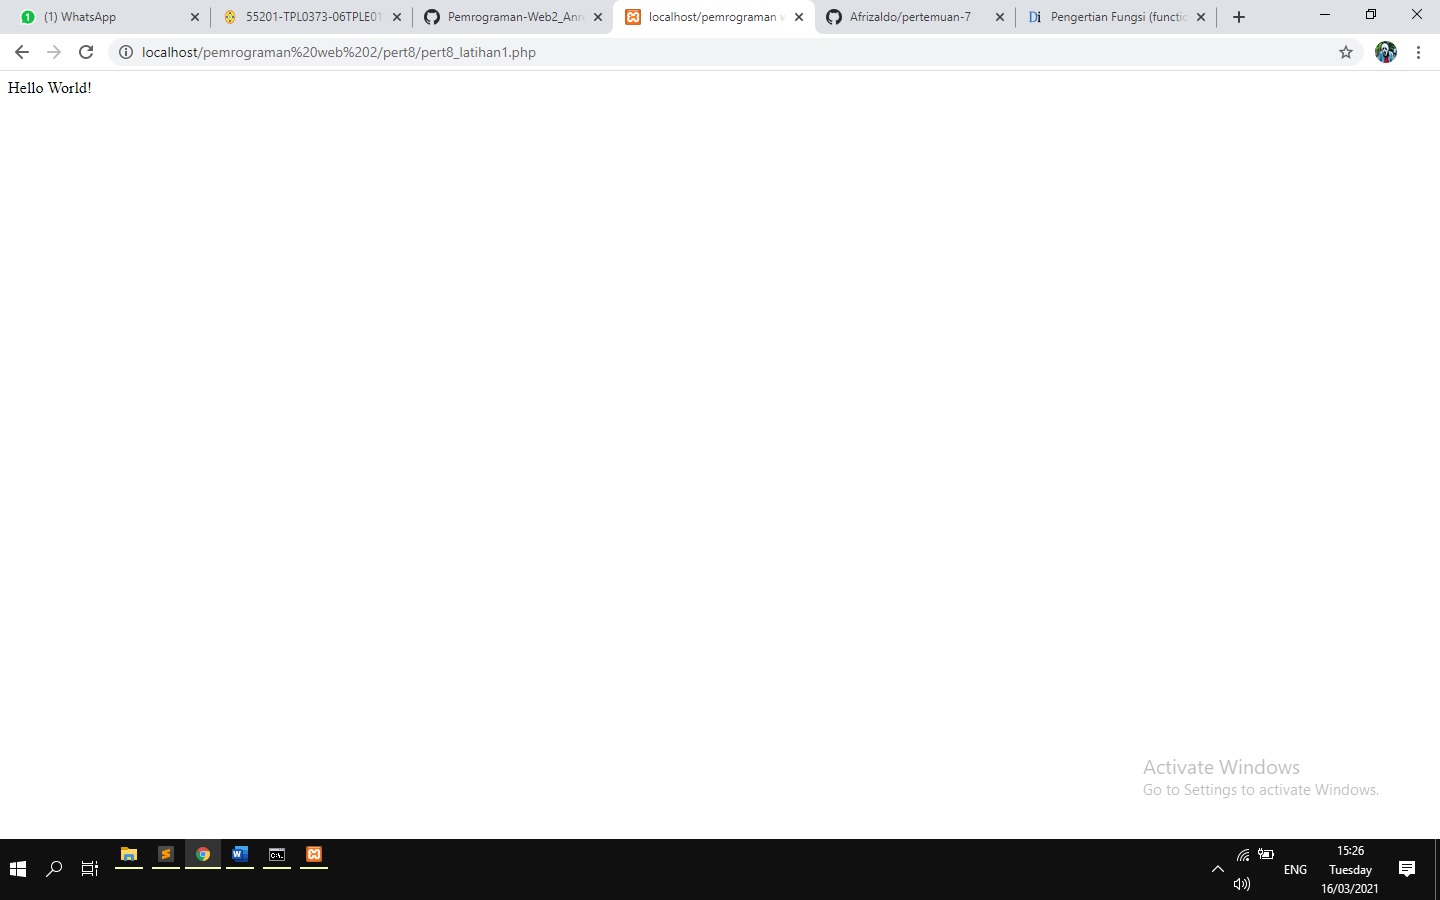 (1) WhatsApp
55201-TPL0373-06TPLE01
Pemrograman-Web2_Anr
localhost/pemrograman w
Afrizaldo/pertemuan-7
Di Pengertian Fungsi (functio
localhost/pemrograman%20web%202/pert8/pert8_latihan1.php
Hello World!
Activate Windows
Go to Settings to activate Windows.
15:26
ENG
Tuesday
16/03/2021